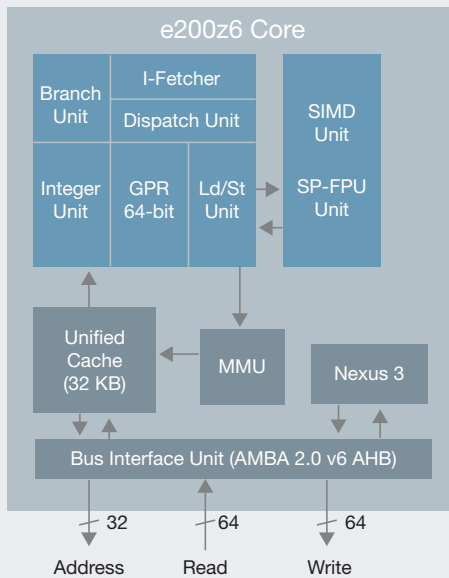 e200z6 Core
Branch
Unit
I-Fetcher
Dispatch Unit
Integer
Unit
GPR
64-bit
Ld/St
Unit
SIMD
Unit
SP-FPU
Unit
Unified
Cache
(32 KB)
MMU
Nexus 3
Bus Interface Unit (AMBA 2.0 v6 AHB)
32
64
64
Address
Read
Write